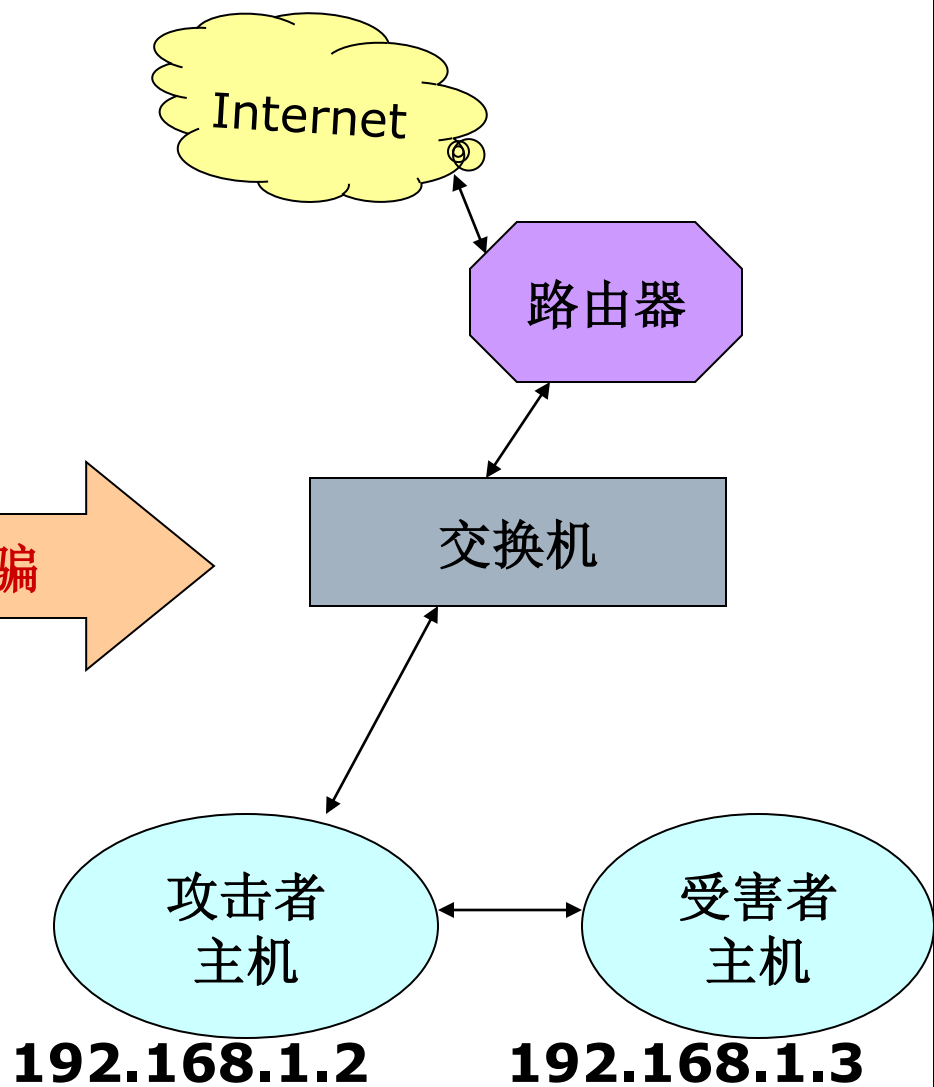 Internet
路由器
交换机
骗
攻击者
主机
受害者
主机
192.168.1.2
192.168.1.3